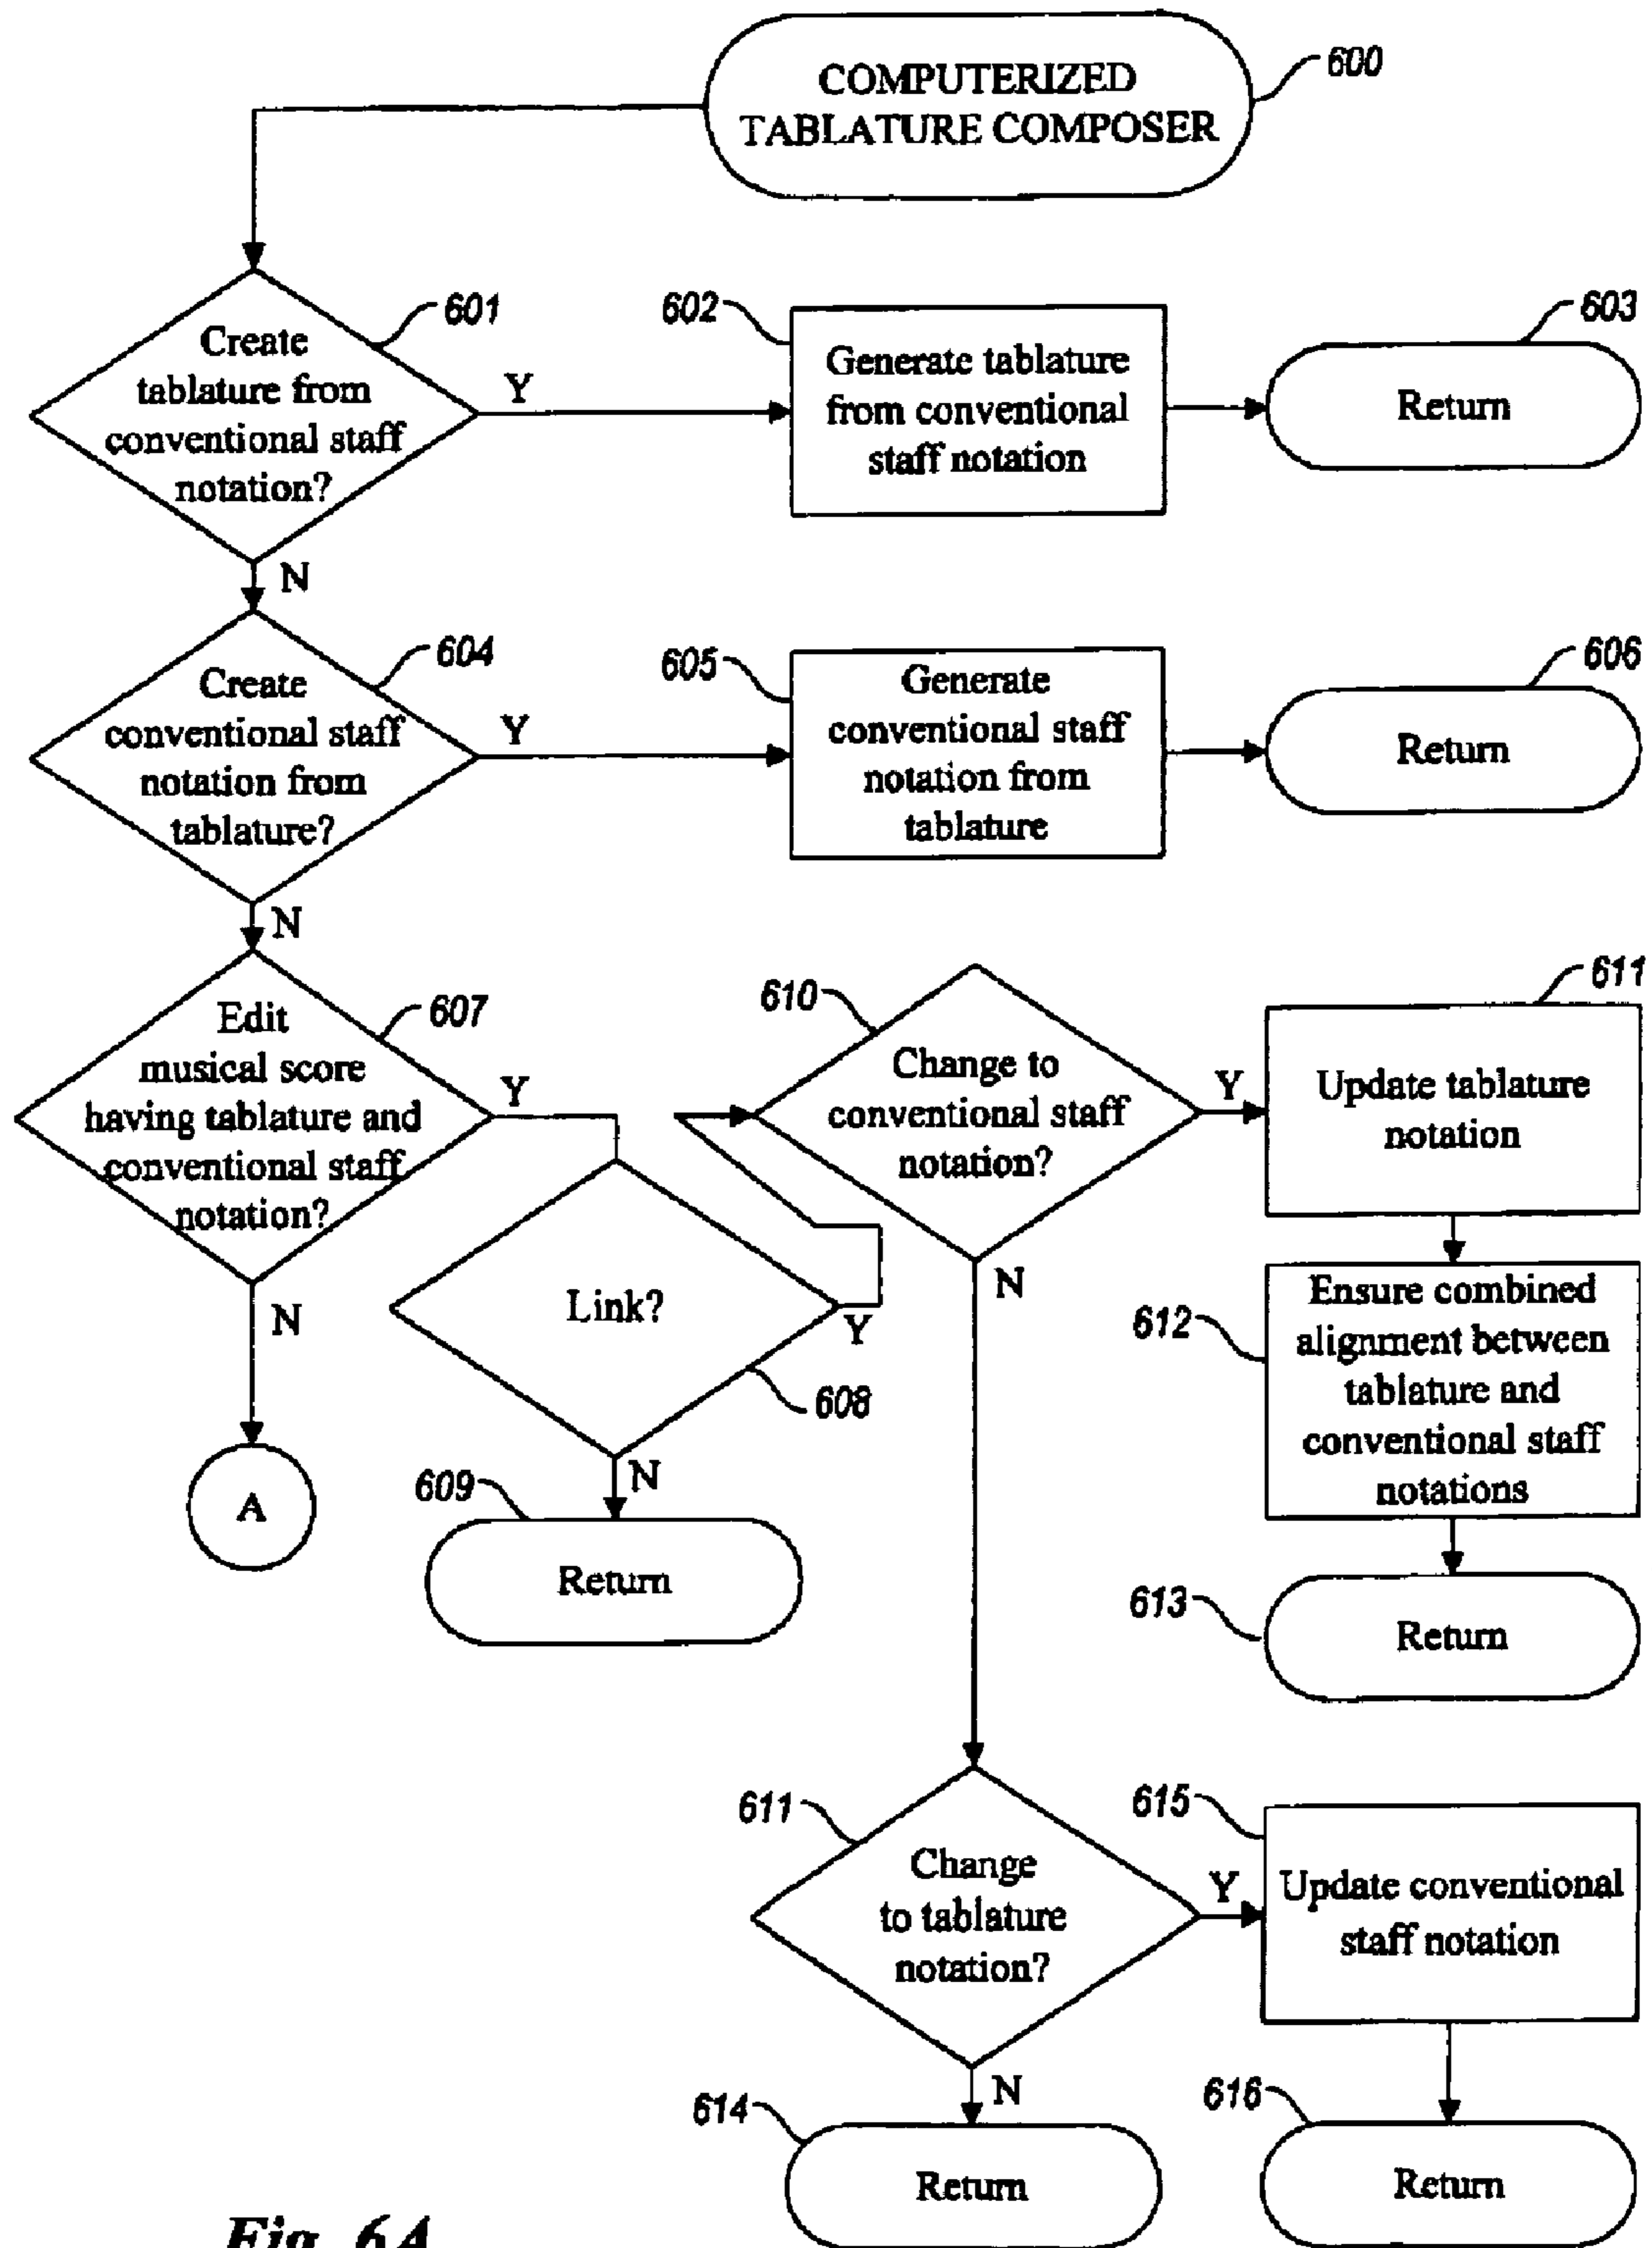 COMPUTERIZED
TABLATURE COMPOSER
600
Create
tablature from
conventional staff
notation?
601
Y
602
Generate tablature
from conventional
staff notation
603
Return
N
Create
conventional staff
notation from
tablature?
604
Y
605
Generate
conventional staff
notation from
tablature
606
Return
N
Edit
musical score
having tablature and
conventional staff
notation?
607
Y
N
A
Link?
608
Y
N
609
Return
610
Change to
conventional staff
notation?
Y
N
611
Update tablature
notation
612
Ensure combined
alignment between
tablature and
conventional staff
notations
613
Return
611
Change
to tablature
notation?
Y
N
614
Return
615
Update conventional
staff notation
616
Return
Fig. 6A